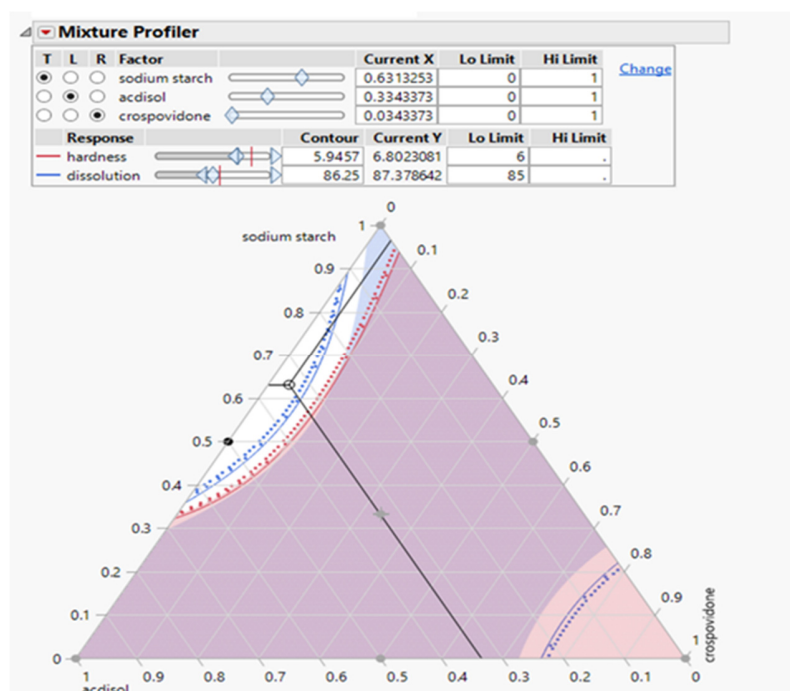 Mixture Profiler
T L R Factor Current X Lo Limit Hi Limit
sodium starch 0.6313253 0 1
acdisol 0.3343373 0 1
crospovidone 0.0343373 0 1
Change
Response Contour Current Y Lo Limit Hi Limit
hardness 5.9457 6.8023081 6 .
dissolution 86.25 87.378642 85 .
0
sodium starch 1 0.1
0.9 0.2
0.8 0.3
0.7 0.4
0.6 0.5
0.5 0.6
0.4 0.7
0.3 0.8
0.2 0.9
0.1 1
0
crospovidone
1 0.9 0.8 0.7 0.6 0.5 0.4 0.3 0.2 0.1 0
acdisol